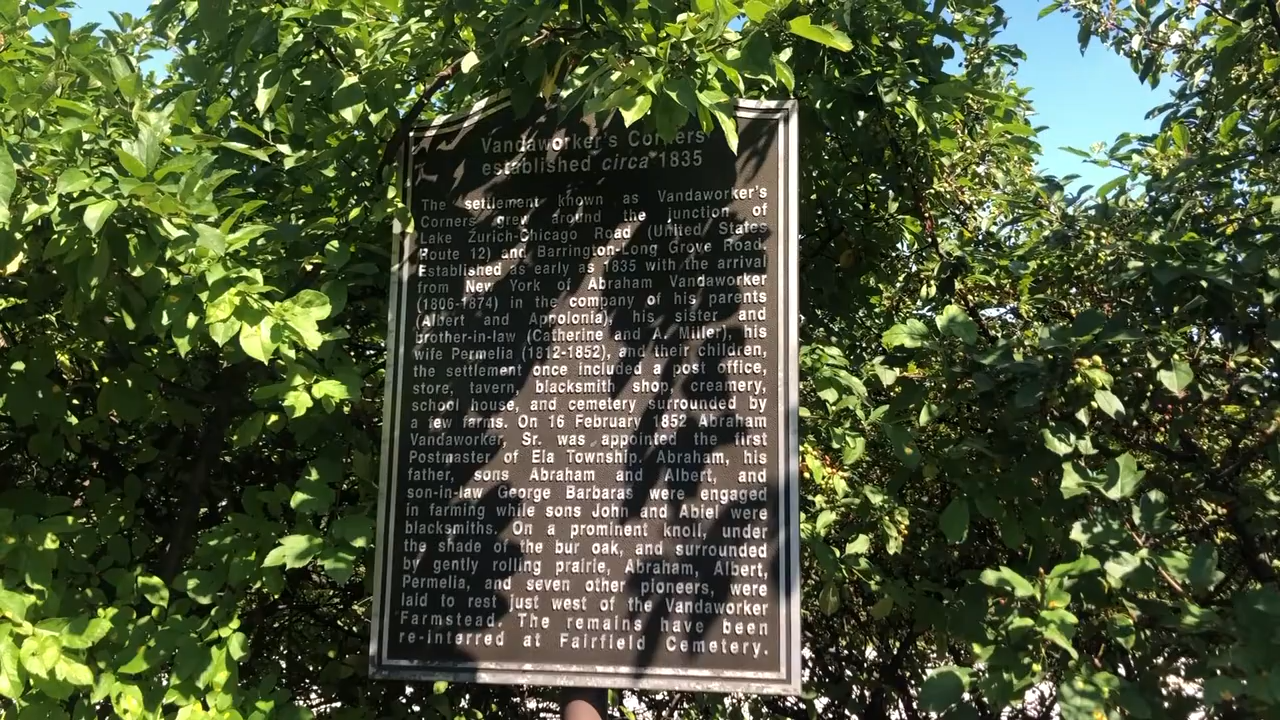 Vandaworker's Corners
established circa 1835
The settlement known as Vandaworker's
Corners grew around the junction of
Lake Zurich-Chicago Road (United States
Route 12) and Barrington-Long Grove Road.
Established as early as 1835 with the arrival
from New York of Abraham Vandaworker
(1806-1874) in the company of his parents
(Albert and Appolonia), his sister and
brother-in-law (Catherine and A. Miller), his
wife Permelia (1812-1852), and their children,
the settlement once included a post office,
store, tavern, blacksmith shop, creamery,
school house, and cemetery surrounded by
a few farms. On 16 February 1852 Abraham
Vandaworker, Sr. was appointed the first
Postmaster of Ela Township. Abraham, his
father, sons Abraham and Albert, and
son-in-law George Barbaras were engaged
in farming while sons John and Abiel were
blacksmiths. On a prominent knoll, under
the shade of the bur oak, and surrounded
by gently rolling prairie, Abraham, Albert,
Permelia, and seven other pioneers, were
laid to rest just west of the Vandaworker
Farmstead. The remains have been
re-interred at Fairfield Cemetery.